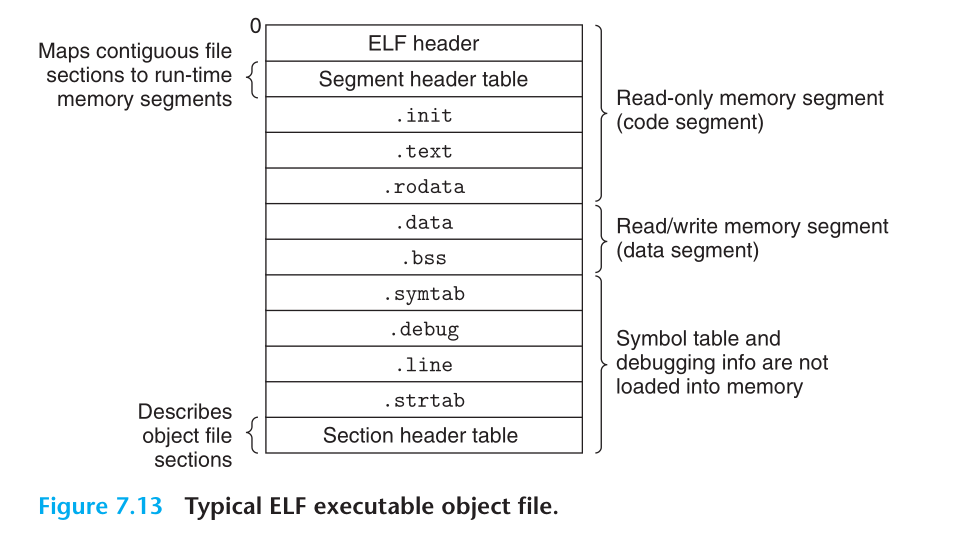 0
Maps contiguous file
sections to run-time
memory segments
ELF header
Segment header table
.init
.text
.rodata
.data
.bss
.symtab
.debug
.line
.strtab
Section header table
Describes
object file
sections
Read-only memory segment
(code segment)
Read/write memory segment
(data segment)
Symbol table and
debugging info are not
loaded into memory
Figure 7.13 Typical ELF executable object file.